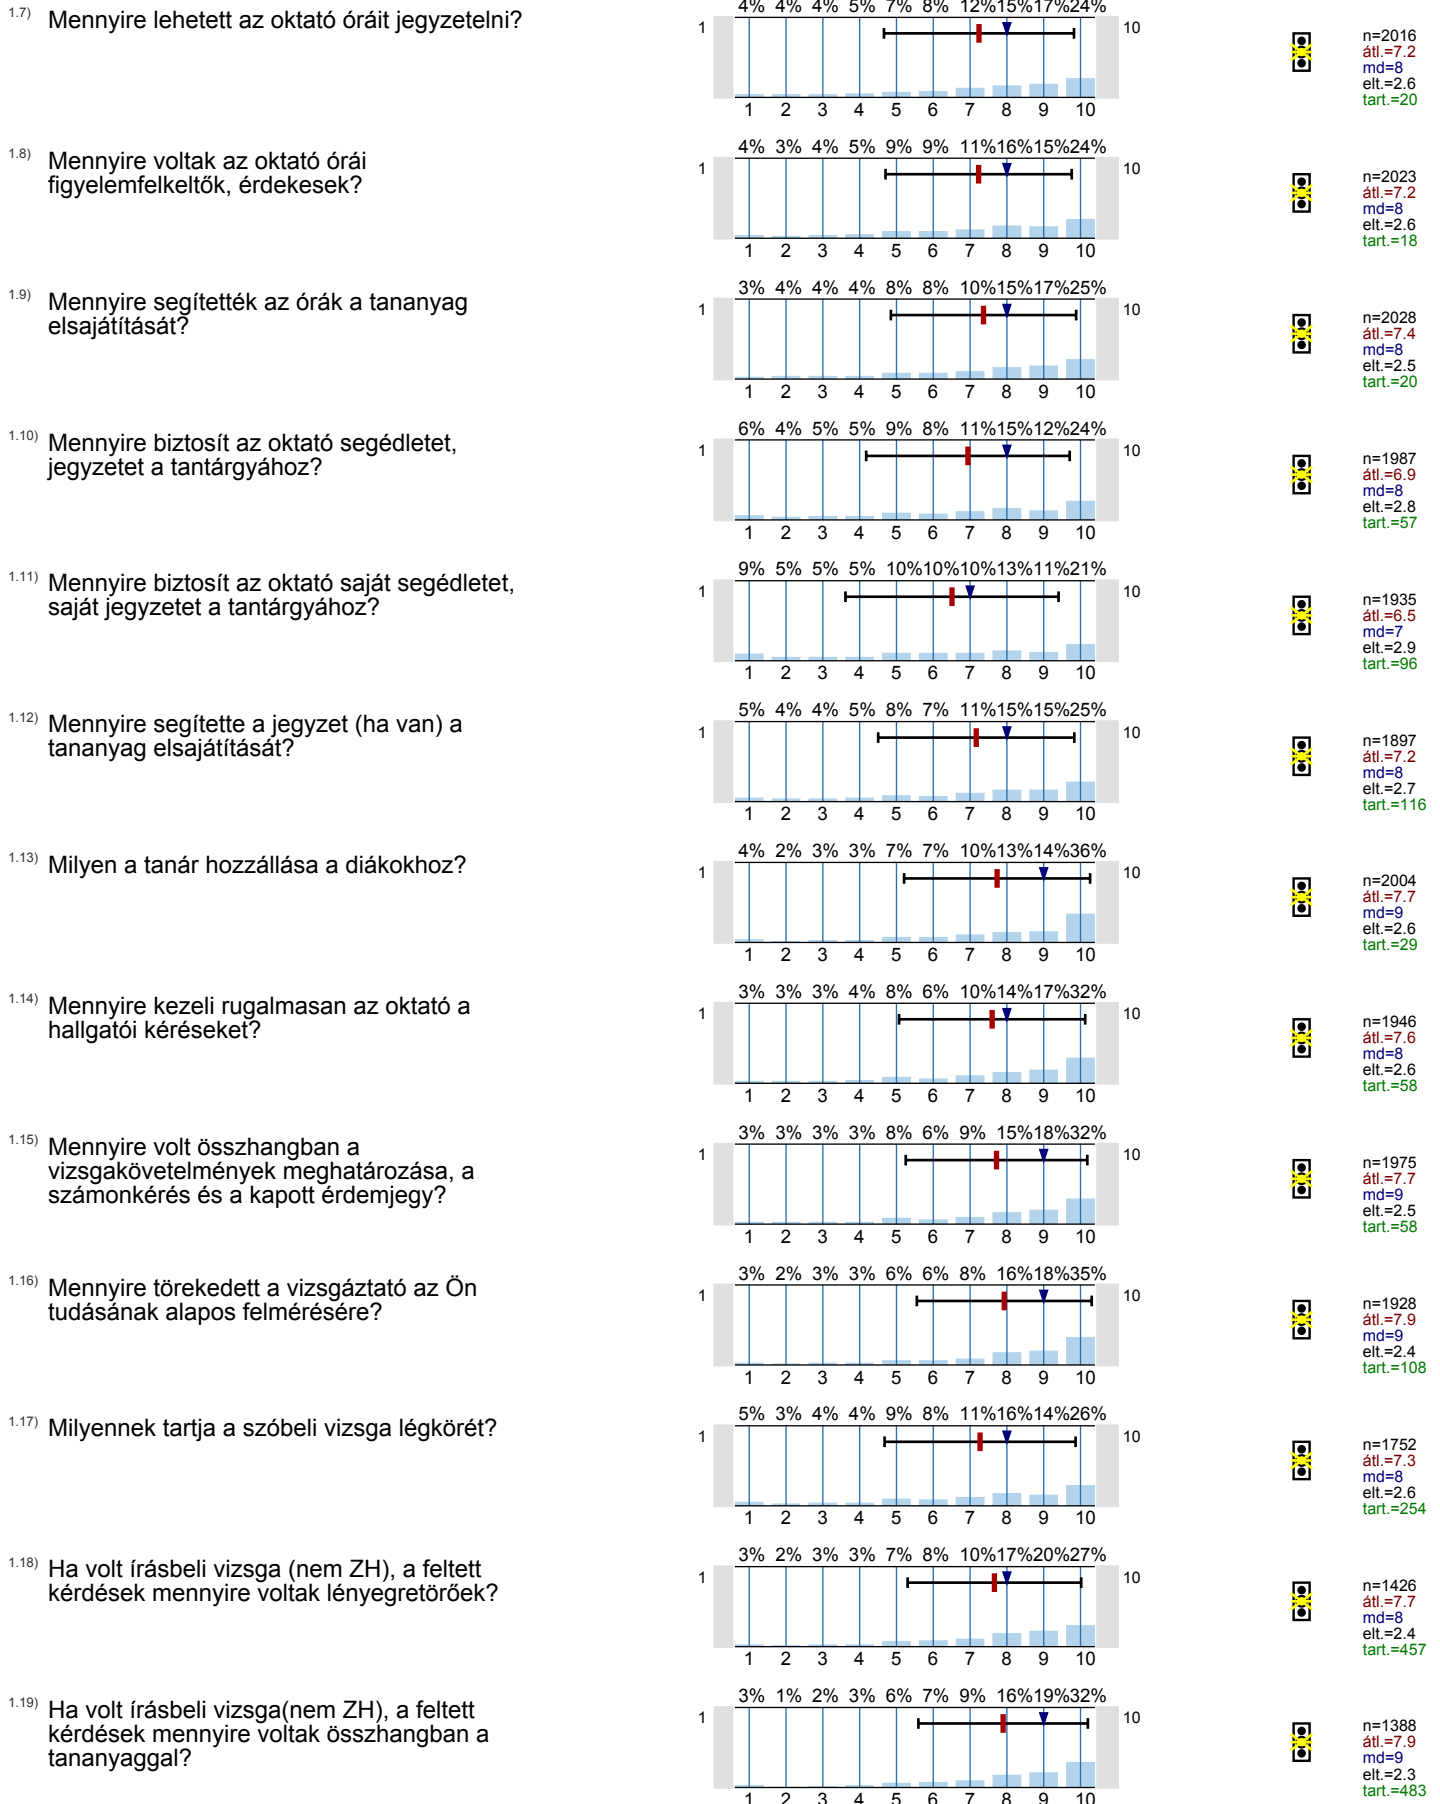 1.7) Mennyire lehetett az oktató óráit jegyzetelni?
4% 4% 4% 5% 7% 8% 12% 15% 17% 24%
1 10
1 2 3 4 5 6 7 8 9 10
n=2016
átl.=7.2
md=8
elt.=2.6
tart.=20
1.8) Mennyire voltak az oktató órái
figyelemfelkeltők, érdekesek?
4% 3% 4% 5% 9% 9% 11% 16% 15% 24%
1 10
1 2 3 4 5 6 7 8 9 10
n=2023
átl.=7.2
md=8
elt.=2.6
tart.=18
1.9) Mennyire segítették az órák a tananyag
elsajátítását?
3% 4% 4% 4% 8% 8% 10% 15% 17% 25%
1 10
1 2 3 4 5 6 7 8 9 10
n=2028
átl.=7.4
md=8
elt.=2.5
tart.=20
1.10) Mennyire biztosít az oktató segédletet,
jegyzetet a tantárgyához?
6% 4% 5% 5% 9% 8% 11% 15% 12% 24%
1 10
1 2 3 4 5 6 7 8 9 10
n=1987
átl.=6.9
md=8
elt.=2.8
tart.=57
1.11) Mennyire biztosít az oktató saját segédletet,
saját jegyzetet a tantárgyához?
9% 5% 5% 5% 10% 10% 10% 13% 11% 21%
1 10
1 2 3 4 5 6 7 8 9 10
n=1935
átl.=6.5
md=7
elt.=2.9
tart.=96
1.12) Mennyire segítette a jegyzet (ha van) a
tananyag elsajátítását?
5% 4% 4% 5% 8% 7% 11% 15% 15% 25%
1 10
1 2 3 4 5 6 7 8 9 10
n=1897
átl.=7.2
md=8
elt.=2.7
tart.=116
1.13) Milyen a tanár hozzállása a diákokhoz?
4% 2% 3% 3% 7% 7% 10% 13% 14% 36%
1 10
1 2 3 4 5 6 7 8 9 10
n=2004
átl.=7.7
md=9
elt.=2.6
tart.=29
1.14) Mennyire kezeli rugalmasan az oktató a
hallgatói kéréseket?
3% 3% 3% 4% 8% 6% 10% 14% 17% 32%
1 10
1 2 3 4 5 6 7 8 9 10
n=1946
átl.=7.6
md=8
elt.=2.6
tart.=58
1.15) Mennyire volt összhangban a
vizsgakövetelmények meghatározása, a
számonkérés és a kapott érdemjegy?
3% 3% 3% 3% 8% 6% 9% 15% 18% 32%
1 10
1 2 3 4 5 6 7 8 9 10
n=1975
átl.=7.7
md=9
elt.=2.5
tart.=58
1.16) Mennyire törekedett a vizsgáztató az Ön
tudásának alapos felmérésére?
3% 2% 3% 3% 6% 6% 8% 16% 18% 35%
1 10
1 2 3 4 5 6 7 8 9 10
n=1928
átl.=7.9
md=9
elt.=2.4
tart.=108
1.17) Milyennek tartja a szóbeli vizsga légkörét?
5% 3% 4% 4% 9% 8% 11% 16% 14% 26%
1 10
1 2 3 4 5 6 7 8 9 10
n=1752
átl.=7.3
md=8
elt.=2.6
tart.=254
1.18) Ha volt írásbeli vizsga (nem ZH), a feltett
kérdések mennyire voltak lényegretörőek?
3% 2% 3% 3% 7% 8% 10% 17% 20% 27%
1 10
1 2 3 4 5 6 7 8 9 10
n=1426
átl.=7.7
md=8
elt.=2.4
tart.=457
1.19) Ha volt írásbeli vizsga(nem ZH), a feltett
kérdések mennyire voltak összhangban a
tananyaggal?
3% 1% 2% 3% 6% 7% 9% 16% 19% 32%
1 10
1 2 3 4 5 6 7 8 9 10
n=1388
átl.=7.9
md=9
elt.=2.3
tart.=483